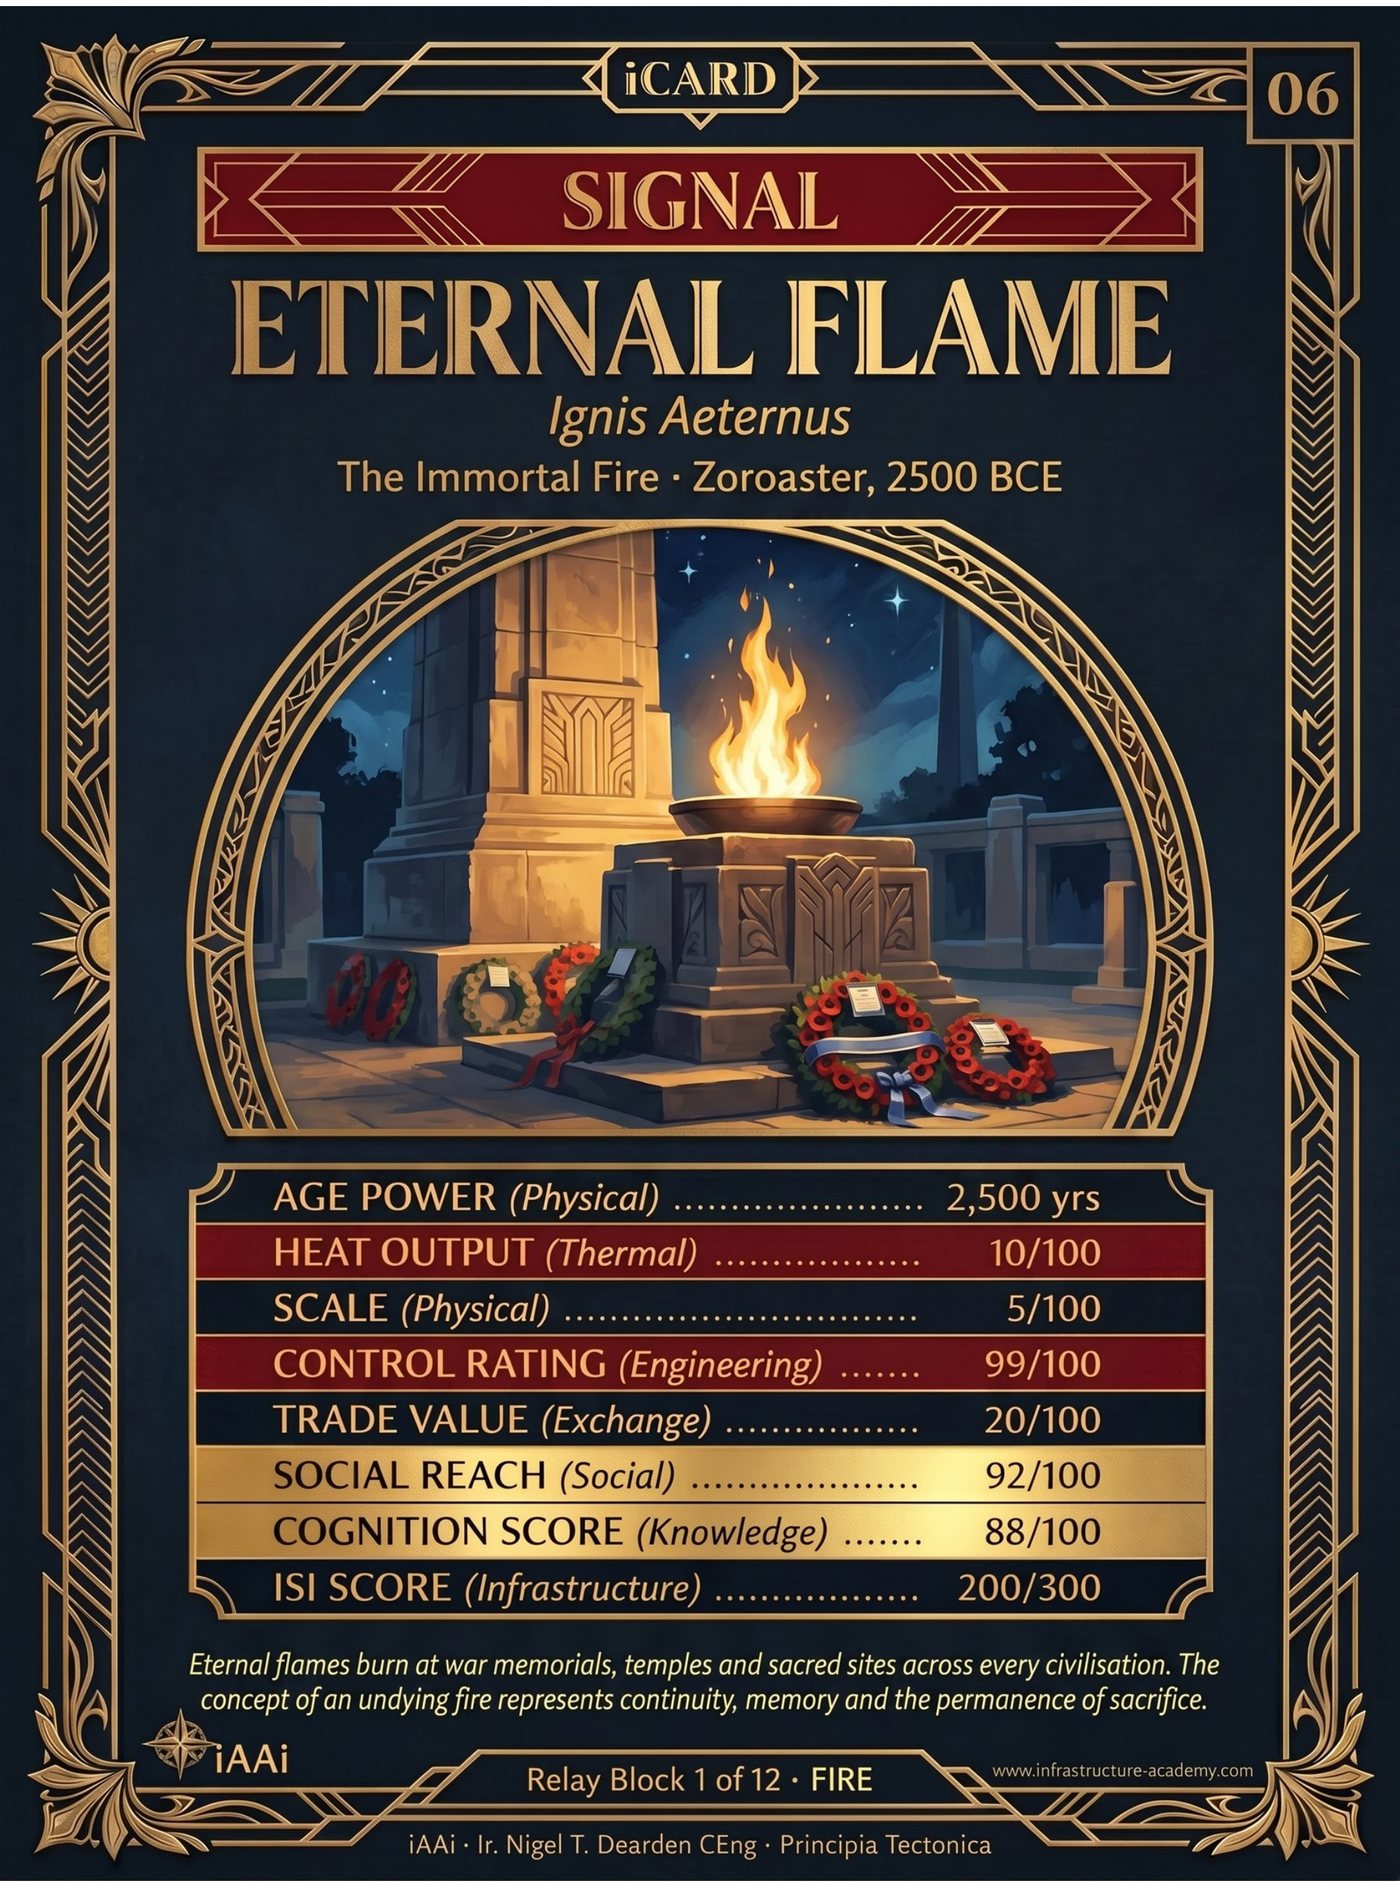 iCARD
06
SIGNAL
ETERNAL FLAME
Ignis Aeternus
The Immortal Fire · Zoroaster, 2500 BCE
AGE POWER (Physical) ...................... 2,500 yrs
HEAT OUTPUT (Thermal) .................. 10/100
SCALE (Physical) ............................... 5/100
CONTROL RATING (Engineering) ....... 99/100
TRADE VALUE (Exchange) ................. 20/100
SOCIAL REACH (Social) .................... 92/100
COGNITION SCORE (Knowledge) ....... 88/100
ISI SCORE (Infrastructure) .................. 200/300
Eternal flames burn at war memorials, temples and sacred sites across every civilisation. The
concept of an undying fire represents continuity, memory and the permanence of sacrifice.
iAAi
Relay Block 1 of 12 · FIRE
www.infrastructure-academy.com
iAAi · Ir. Nigel T. Dearden CEng · Principia Tectonica